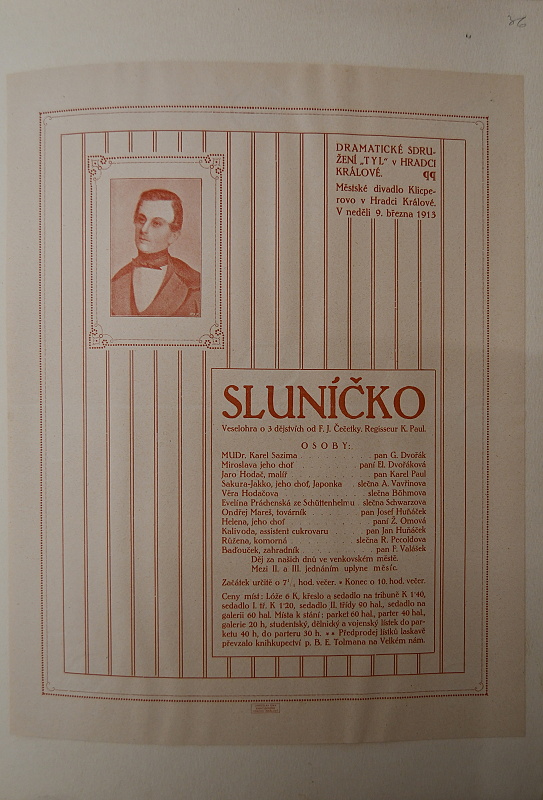 DRAMATICKÉ SDRU-
ŽENÍ „TYL" v HRADCI
KRÁLOVÉ.
Městské divadlo Klicpe-
rovo v Hradci Králové.
V neděli 9. března 1913
SLUNÍČKO
Veselohra o 3 dějstvích od F. J. Čečetky. Regisseur K. Paul.
OSOBY:
MUDr. Karel Sazima . . . pan G. Dvořák
Miroslava jeho choť . . . paní El. Dvořáková
Jaro Hodač, malíř . . . pan Karel Paul
Sakura-Jakko, jeho choť, Japonka . slečna A. Vavřinova
Věra Hodačova . . . slečna Böhmova
Evelína Práchenská ze Schüttenhelmu . slečna Schwarzova
Ondřej Mareš, továrník . . . pan Josef Huňáček
Helena, jeho choť . . . paní Ž. Omová
Kalivoda, assistent cukrovaru . pan Jan Huňáček
Růžena, komorná . . . slečna R. Pecoldova
Baďouček, zahradník . . . pan F. Valášek
Děj za našich dnů ve venkovském městě.
Mezi II. a III. jednáním uplyne měsíc.
Začátek určitě o 7 hod. večer. * Konec o 10. hod. večer.
Ceny míst: Lóže 6 K, křeslo a sedadlo na tribuně K 1'40,
sedadlo I. tř. K 1'20, sedadlo II. třídy 90 hal., sedadlo na
galerii 60 hal. Místa k stání: parket 60 hal., parter 40 hal.,
galerie 20 h, studentský, dělnický a vojenský lístek do par-
ketu 40 h, do parteru 30 h. * * Předprodej lístků laskavě
převzalo knihkupectví p. B. E. Tolmana na Velkém nám.